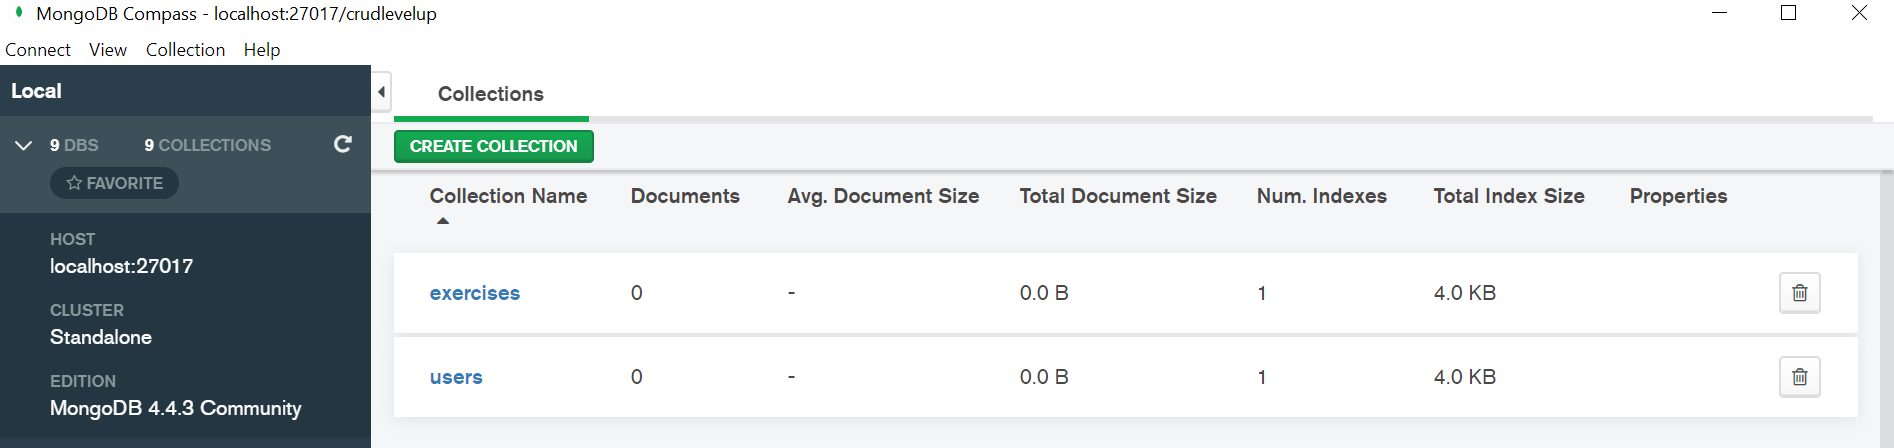 MongoDB Compass - localhost:27017/crudlevelup
Connect View Collection Help
Local
9 DBS 9 COLLECTIONS
FAVORITE
HOST
localhost:27017
CLUSTER
Standalone
EDITION
MongoDB 4.4.3 Community
Collections
CREATE COLLECTION
Collection Name Documents Avg. Document Size Total Document Size Num. Indexes Total Index Size Properties
exercises 0 - 0.0 B 1 4.0 KB
users 0 - 0.0 B 1 4.0 KB